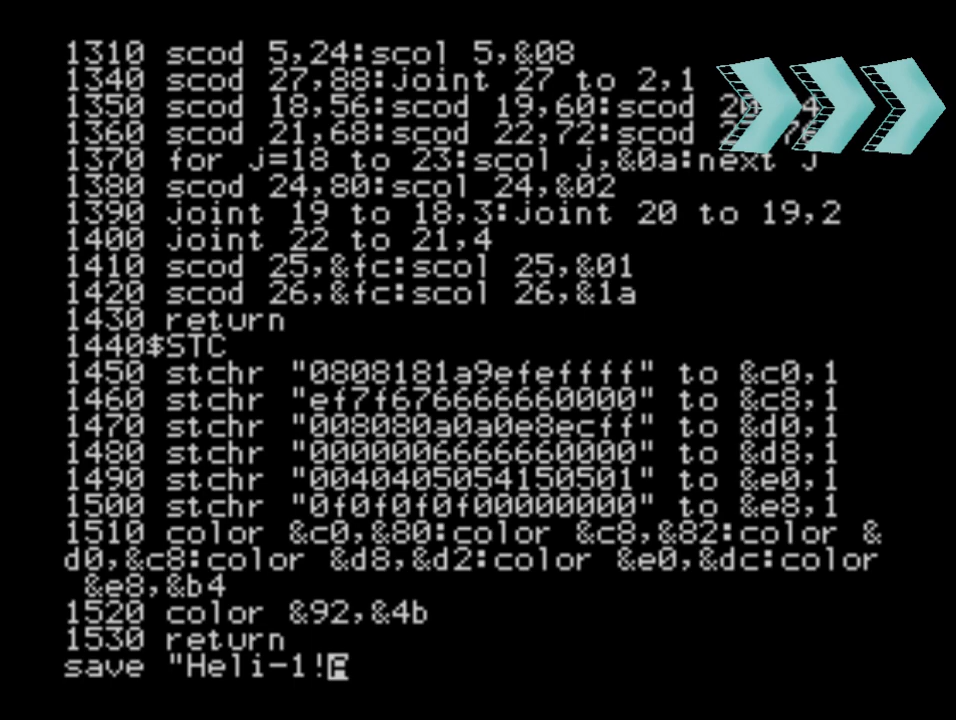 1310 scod 5,24:scol 5,&08
1340 scod 27,88:joint 27 to 2,1
1350 scod 18,56:scod 19,60:scod 20 4
1360 scod 21,68:scod 22,72:scod 2 76
1370 for j=18 to 23:scol j,&0a:next j
1380 scod 24,80:scol 24,&02
1390 joint 19 to 18,3:joint 20 to 19,2
1400 joint 22 to 21,4
1410 scod 25,&fc:scol 25,&01
1420 scod 26,&fc:scol 26,&1a
1430 return
1440$STC
1450 stchr "0808181a9efeffff" to &c0,1
1460 stchr "ef7f676666660000" to &c8,1
1470 stchr "008080a0a0e8ecff" to &d0,1
1480 stchr "0000006666660000" to &d8,1
1490 stchr "0040405054150501" to &e0,1
1500 stchr "0f0f0f0f00000000" to &e8,1
1510 color &c0,&80:color &c8,&82:color &
d0,&c8:color &d8,&d2:color &e0,&dc:color
&e8,&b4
1520 color &92,&4b
1530 return
save "Heli-1!